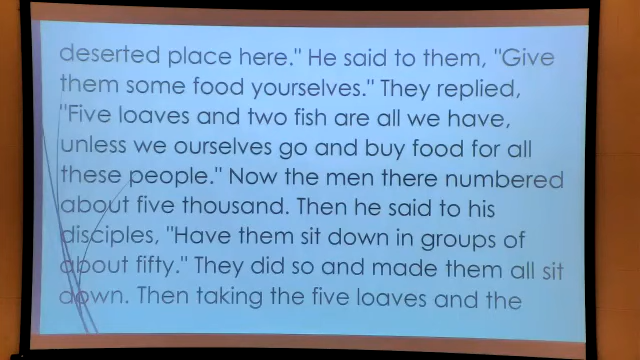 deserted place here." He said to them, "Give
them some food yourselves." They replied,
"Five loaves and two fish are all we have,
unless we ourselves go and buy food for all
these people." Now the men there numbered
about five thousand. Then he said to his
disciples, "Have them sit down in groups of
about fifty." They did so and made them all sit
down. Then taking the five loaves and the